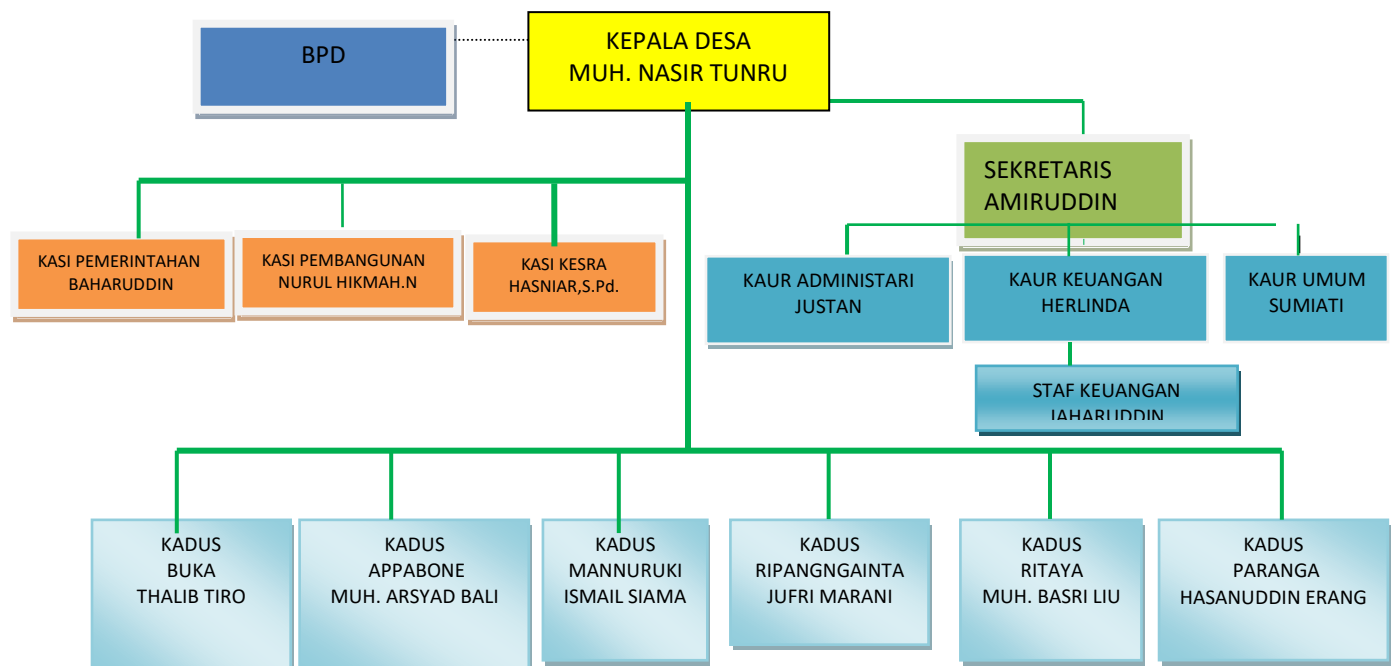 BPD
KEPALA DESA
MUH. NASIR TUNRU
SEKRETARIS
AMIRUDDIN
KASI PEMERINTAHAN
BAHARUDDIN
KASI PEMBANGUNAN
NURUL HIKMAH.N
KASI KESRA
HASNIAR,S.Pd.
KAUR ADMINISTARI
JUSTAN
KAUR KEUANGAN
HERLINDA
KAUR UMUM
SUMIATI
STAF KEUANGAN
JAHARUDDIN
KADUS
BUKA
THALIB TIRO
KADUS
APPABONE
MUH. ARSYAD BALI
KADUS
MANNURUKI
ISMAIL SIAMA
KADUS
RIPANGNGAINTA
JUFRI MARANI
KADUS
RITAYA
MUH. BASRI LIU
KADUS
PARANGA
HASANUDDIN ERANG